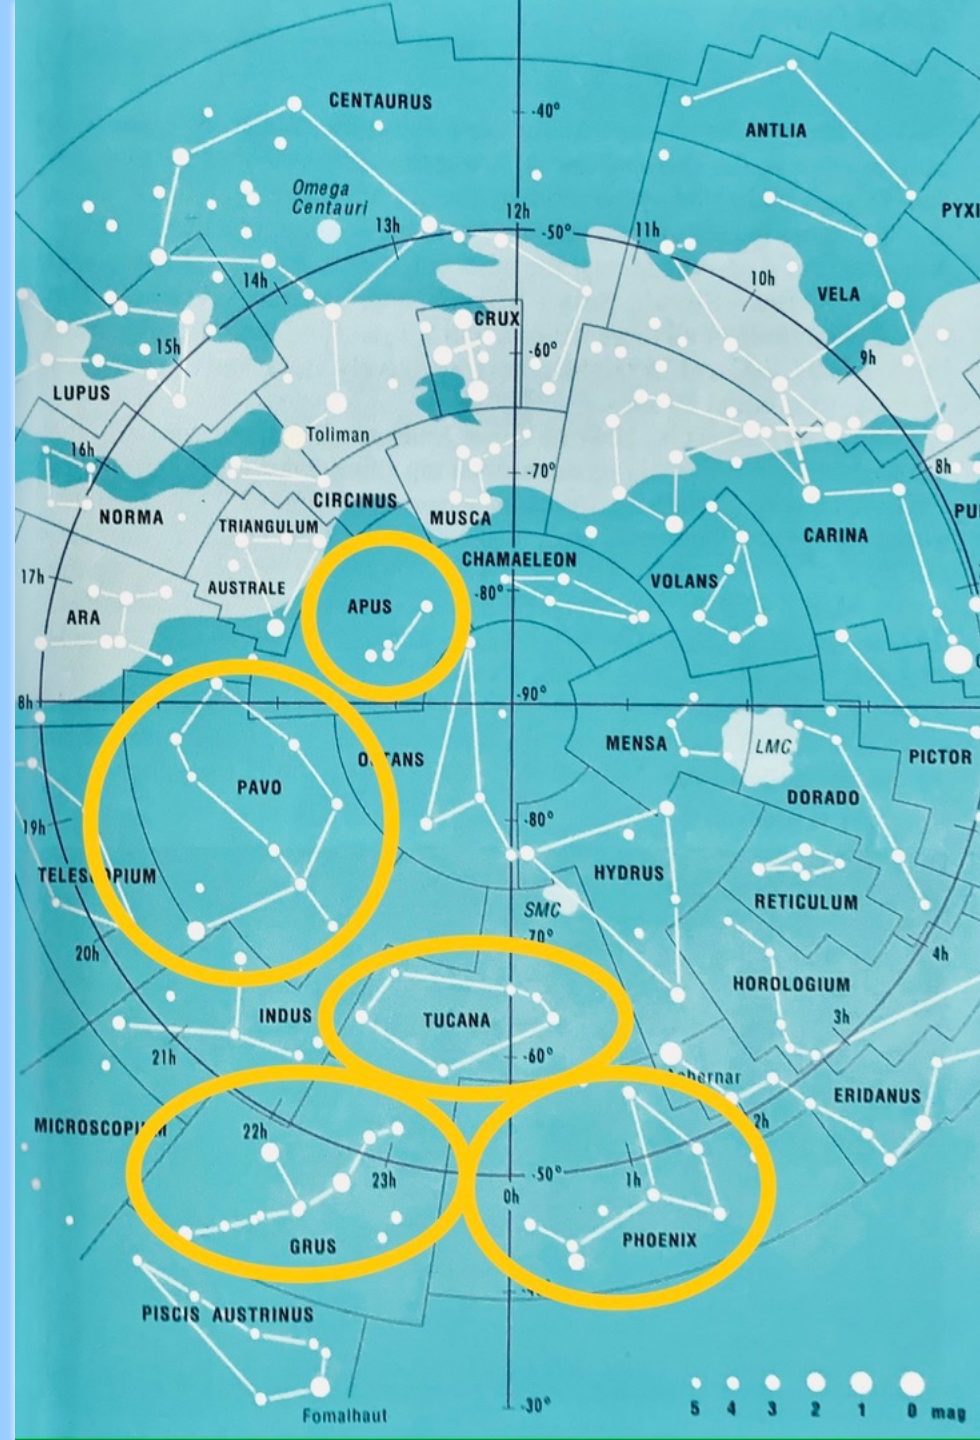 CENTAURUS
-40°
ANTLIA
Omega
Centauri
12h
PYXI
13h
-50°
11h
14h
10h
VELA
CRUX
15h
-60°
9h
LUPUS
Toliman
16h
-70°
8h
CIRCINUS
NORMA
MUSCA
PU
TRIANGULUM
CARINA
CHAMAELEON
17h
AUSTRALE
-80°
VOLANS
ARA
APUS
8h
-90°
MENSA
LMC
PICTOR
PAVO
DORADO
19h
-80°
HYDRUS
RETICULUM
SMC
70°
20h
4h
HOROLOGIUM
INDUS
TUCANA
3h
21h
-60°
ERIDANUS
22h
2h
23h
-50°
1h
0h
GRUS
PHOENIX
PISCIS AUSTRINUS
5 4 3 2 1 0 mag
-30°
Fomalhaut